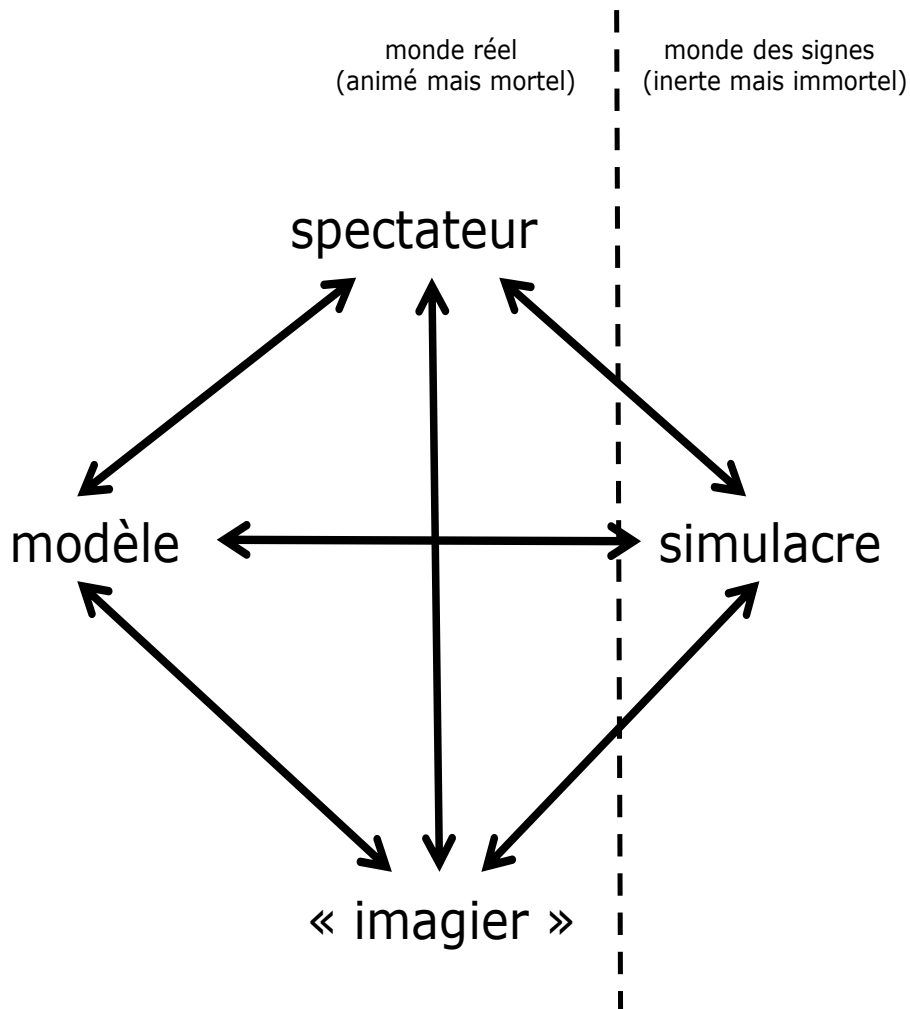 monde réel
(animé mais mortel)
monde des signes
(inerte mais immortel)
spectateur
modèle
simulacre
« imagier »